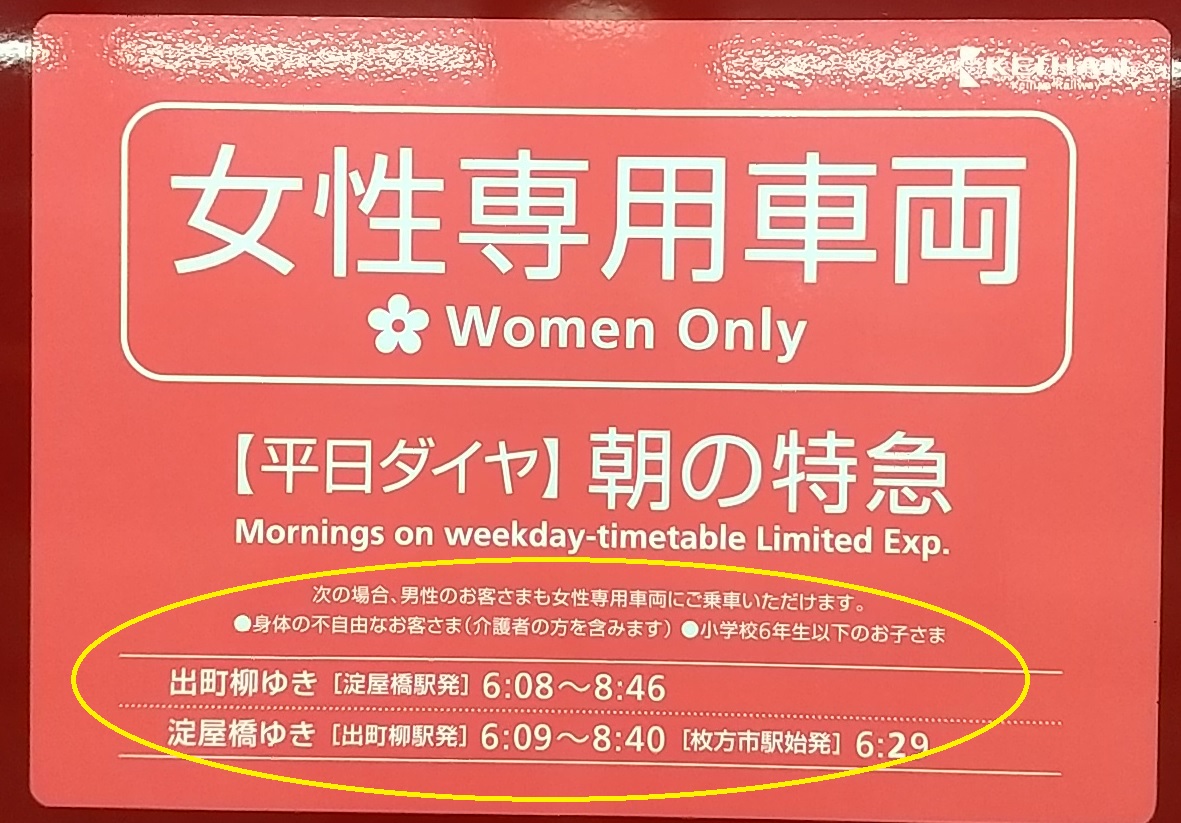 KEIHAN
Keihan Railway
女性専用車両
Women Only
【平日ダイヤ】朝の特急
Mornings on weekday-timetable Limited Exp.
次の場合、男性のお客さまも女性専用車両にご乗車いただけます。
●身体の不自由なお客さま(介護者の方を含みます) ●小学校6年生以下のお子さま
出町柳ゆき [淀屋橋駅発] 6:08〜8:46
淀屋橋ゆき [出町柳駅発] 6:09〜8:40 [枚方市駅始発] 6:29